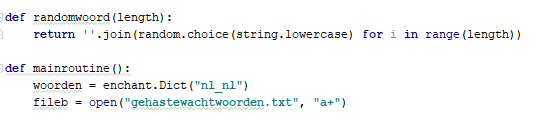 def randomwoord(length):
    return ''.join(random.choice(string.lowercase) for i in range(length))
def mainroutine():
    woorden = enchant.Dict("nl_nl")
    fileb = open("gehastewachtwoorden.txt", "a+")